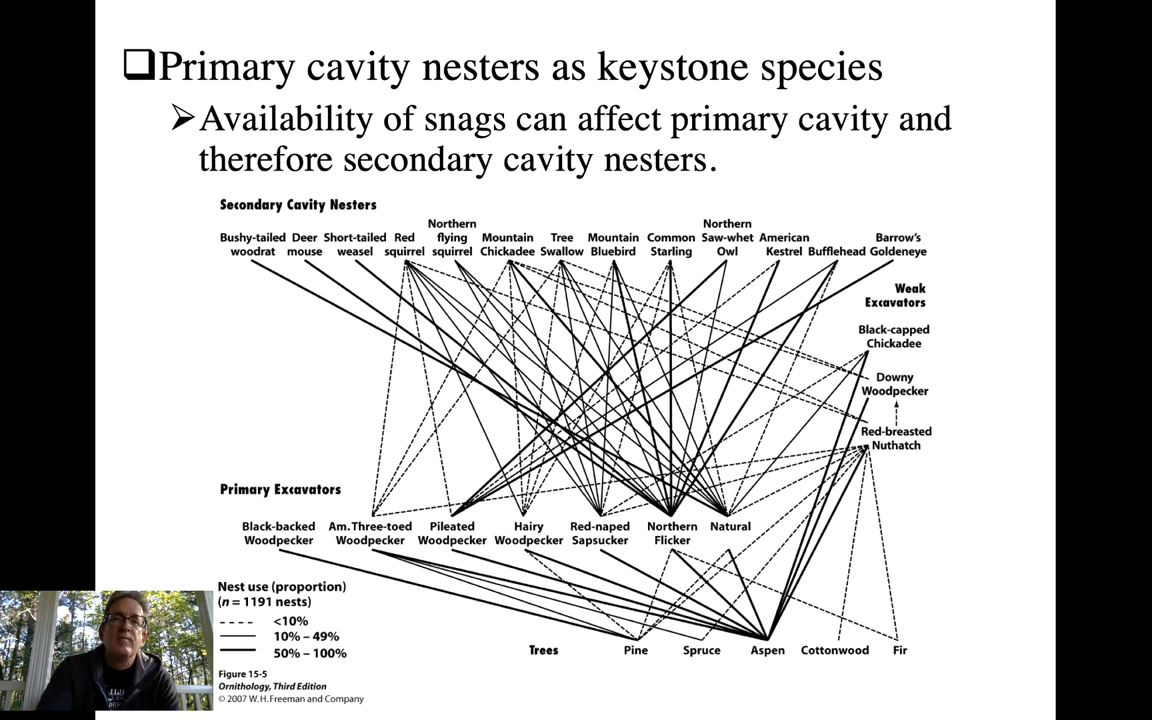 ❑Primary cavity nesters as keystone species
➢Availability of snags can affect primary cavity and
therefore secondary cavity nesters.
Secondary Cavity Nesters
Bushy-tailed woodrat
Deer mouse
Short-tailed weasel
Red squirrel
Northern flying squirrel
Mountain Chickadee
Tree Swallow
Mountain Bluebird
Common Starling
Northern Saw-whet Owl
American Kestrel
Bufflehead
Barrow's Goldeneye
Weak
Excavators
Black-capped
Chickadee
Downy
Woodpecker
Red-breasted
Nuthatch
Primary Excavators
Black-backed Woodpecker
Am. Three-toed Woodpecker
Pileated Woodpecker
Hairy Woodpecker
Red-naped Sapsucker
Northern Flicker
Natural
Nest use (proportion)
(n = 1191 nests)
<10%
10% – 49%
50% – 100%
Trees Pine Spruce Aspen Cottonwood Fir
Figure 15-5
Ornithology, Third Edition
© 2007 W. H. Freeman and Company